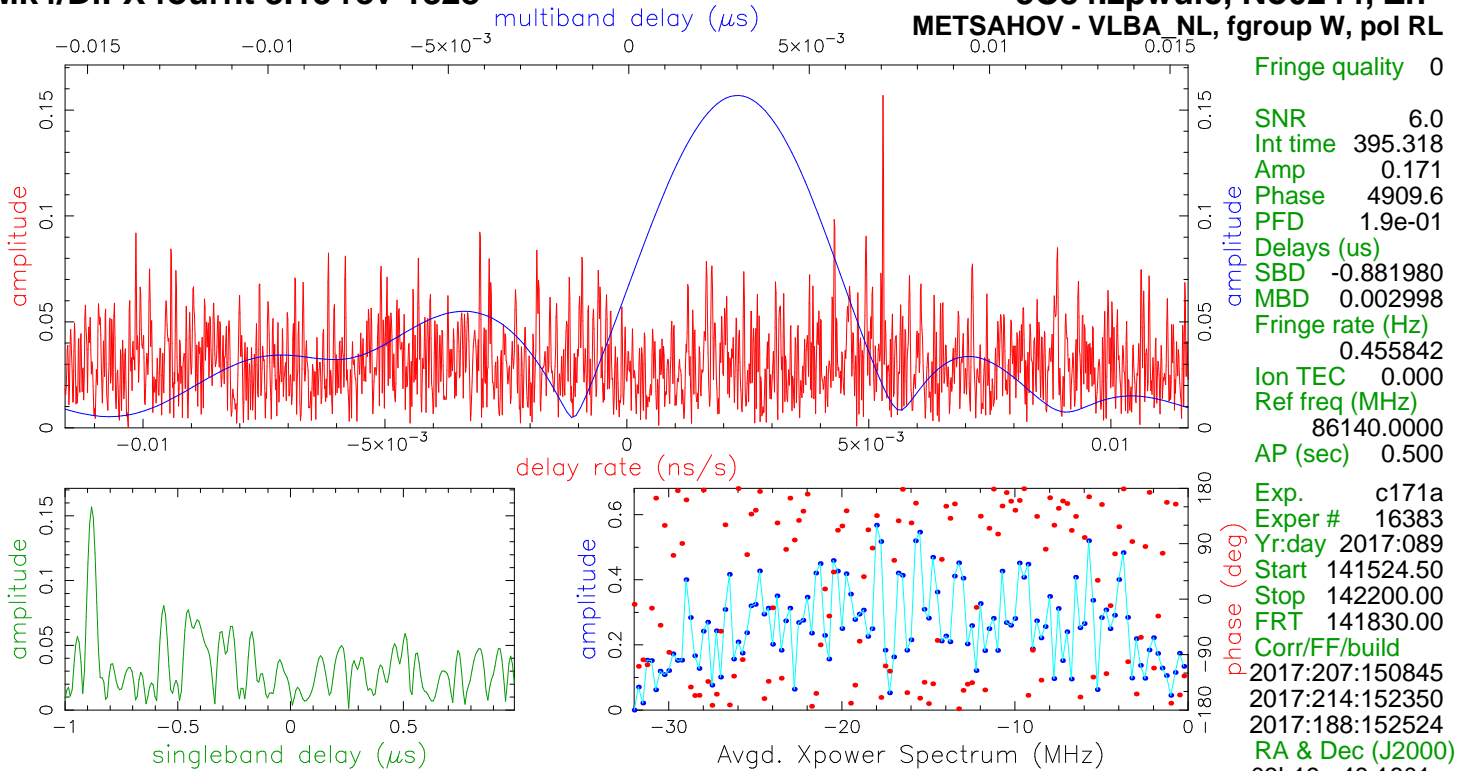 METSAHOV - VLBA_NL, fgroup W, pol RL
multiband delay (μs)
−0.015 −0.01 −5×10⁻³ 0 5×10⁻³ 0.01 0.015
amplitude
0 0.05 0.1 0.15
amplitude
0 0.05 0.1 0.15
−0.01 −5×10⁻³ 0 5×10⁻³ 0.01
delay rate (ns/s)
Fringe quality 0
SNR 6.0
Int time 395.318
Amp 0.171
Phase 4909.6
PFD 1.9e-01
Delays (us)
SBD -0.881980
MBD 0.002998
Fringe rate (Hz)
0.455842
Ion TEC 0.000
Ref freq (MHz)
86140.0000
AP (sec) 0.500
Exp. c171a
Exper # 16383
Yr:day 2017:089
Start 141524.50
Stop 142200.00
FRT 141830.00
Corr/FF/build
2017:207:150845
2017:214:152350
2017:188:152524
RA & Dec (J2000)
amplitude
0 0.05 0.1 0.15
−1 −0.5 0 0.5
singleband delay (μs)
amplitude
0 0.2 0.4 0.6
phase (deg)
−180 −90 0 90 180
−30 −20 −10 0
Avgd. Xpower Spectrum (MHz)